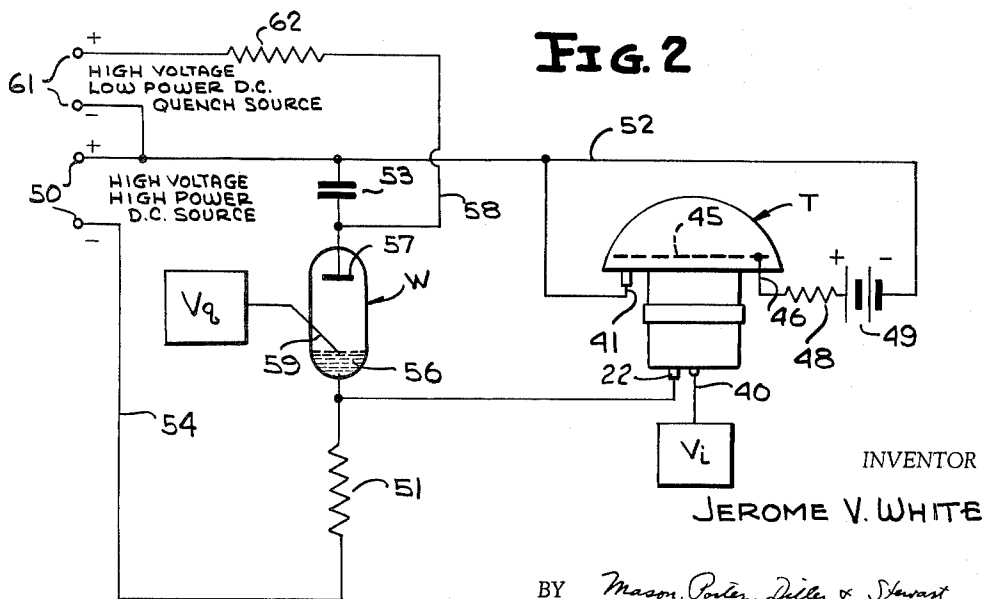 FIG. 2
62
+
61
HIGH VOLTAGE
LOW POWER D.C.
QUENCH SOURCE
-
+
50
HIGH VOLTAGE
HIGH POWER
D.C. SOURCE
-
52
53
58
57
W
Vq
59
56
54
51
T
45
+ -
46
41
48
49
22
40
Vi
INVENTOR
JEROME V. WHITE
BY Mason, Porter, Diller & Stewart